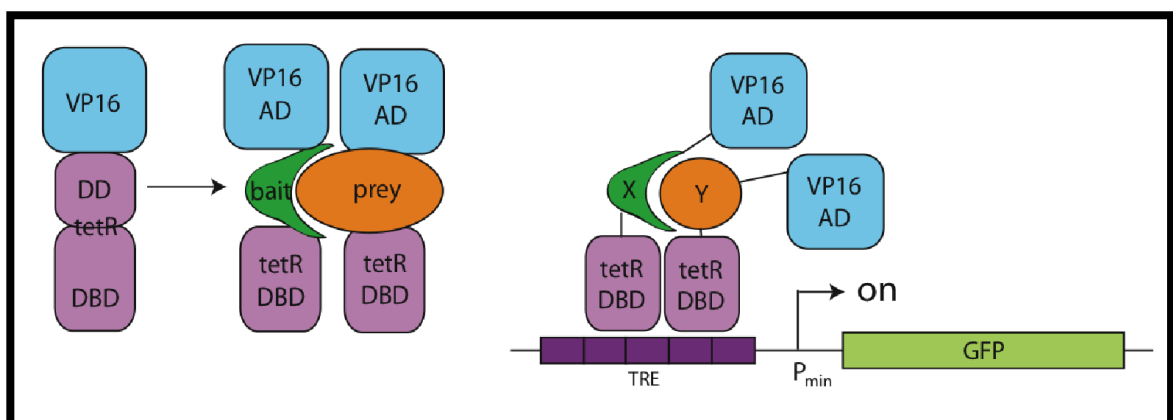 VP16
DD
tetR
DBD
VP16
AD
VP16
AD
bait
prey
tetR
DBD
tetR
DBD
VP16
AD
X
Y
VP16
AD
tetR
DBD
tetR
DBD
on
GFP
TRE
Pmin